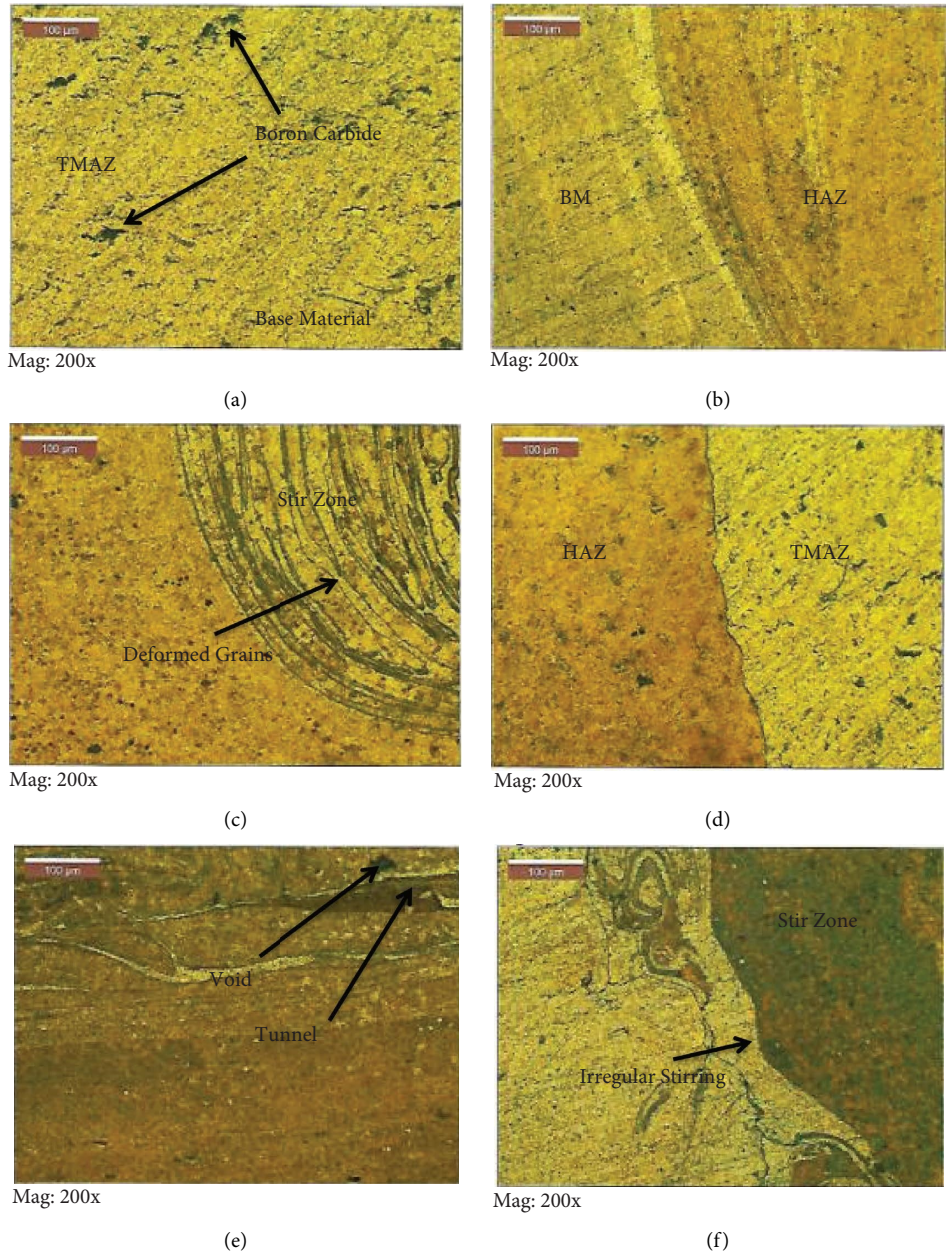 100 µm
Boron Carbide
TMAZ
Base Material
Mag: 200x
(a)
100 µm
BM
HAZ
Mag: 200x
(b)
100 µm
Stir Zone
Deformed Grains
Mag: 200x
(c)
100 µm
HAZ
TMAZ
Mag: 200x
(d)
100 µm
Void
Tunnel
Mag: 200x
(e)
100 µm
Stir Zone
Irregular Stirring
Mag: 200x
(f)